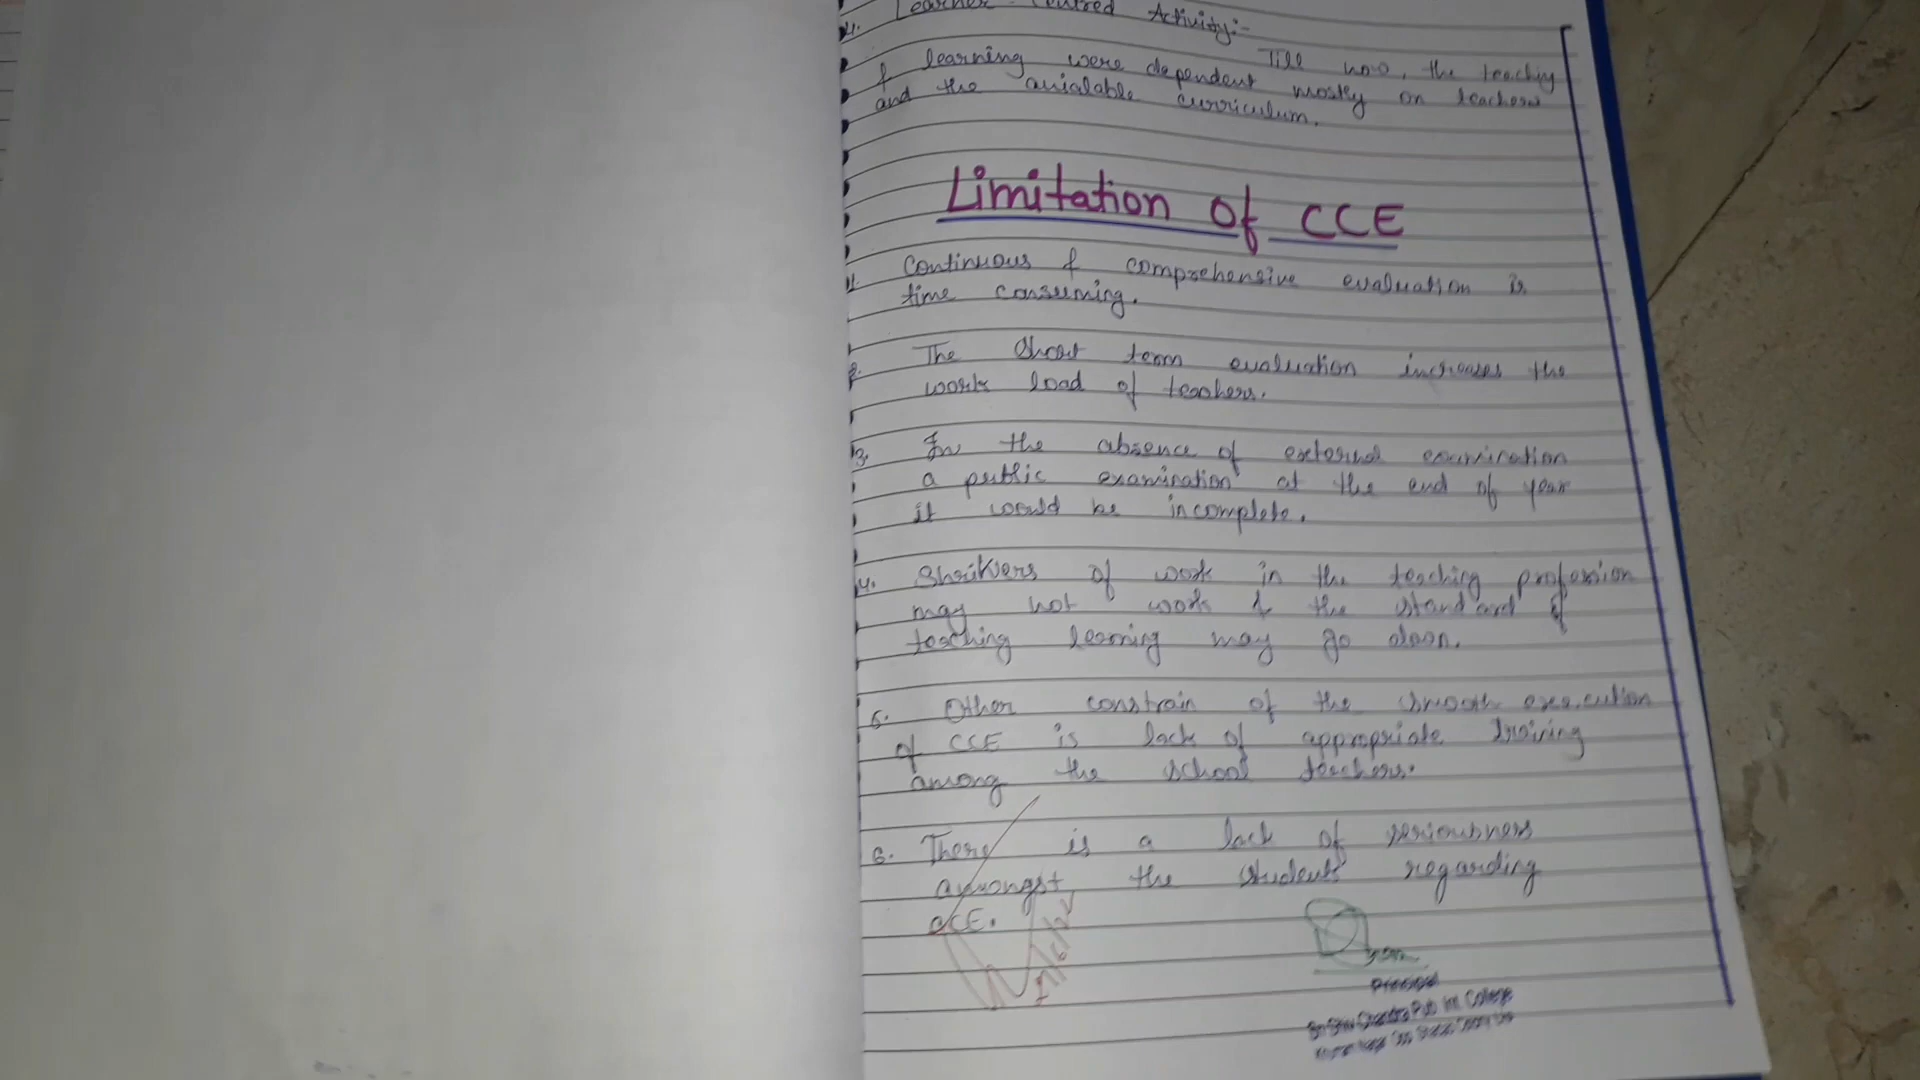 4. Learner Centred Activity:-
Till now, the teaching
& learning were dependent mostly on teachers
and the avialable curriculum.
Limitation Of CCE
1. Continuous & comprehensive evaluation is
time consuming.
2. The Short term evaluation increases the
work load of teachers.
3. In the absence of external examination
a public examination at the end of year
it would be incomplete.
4. of work in the teaching profession
may not work & the standard of
teaching learning may go down.
5. Other constrain of the smooth execution
of CCE is lack of appropriate training
among the school teachers.
6. There is a lack of seriousness
amongst the students regarding
CCE.
Principal
College